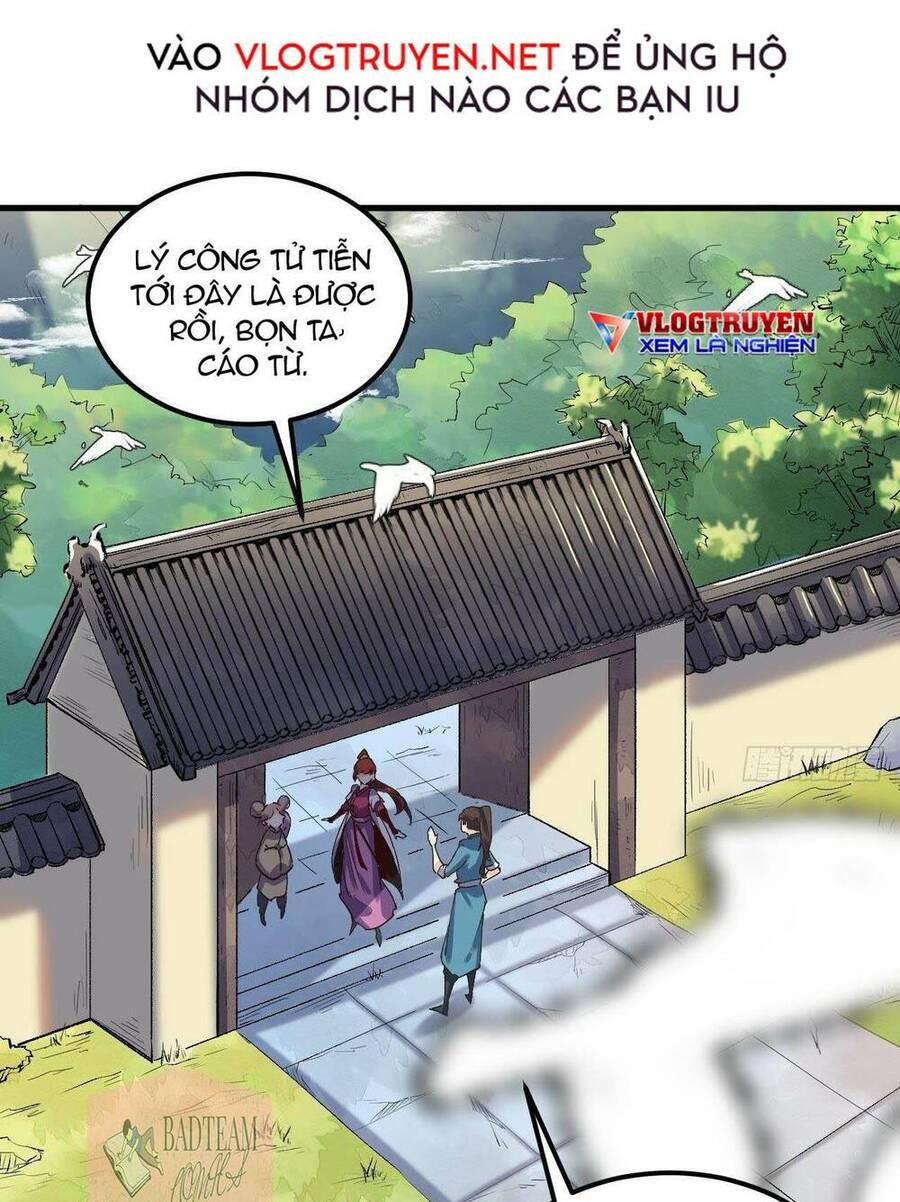 VÀO VLOGTRUYEN.NET ĐỂ ỦNG HỘ
NHÓM DỊCH NÀO CÁC BẠN IU
LÝ CÔNG TỬ TIỄN
TỚI ĐÂY LÀ ĐƯỢC
RỒI, BỌN TA
CÁO TỪ.
VLOGTRUYEN
XEM LÀ NGHIỆN
BADTEAM